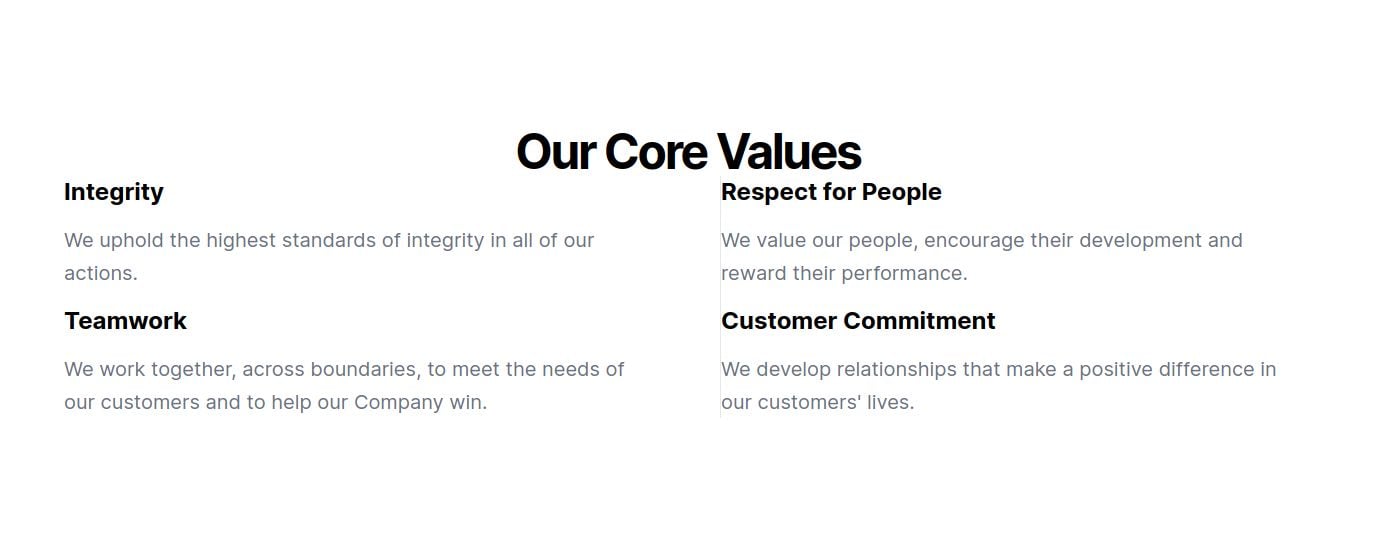 Our Core Values
Integrity
We uphold the highest standards of integrity in all of our
actions.
Respect for People
We value our people, encourage their development and
reward their performance.
Teamwork
We work together, across boundaries, to meet the needs of
our customers and to help our Company win.
Customer Commitment
We develop relationships that make a positive difference in
our customers' lives.